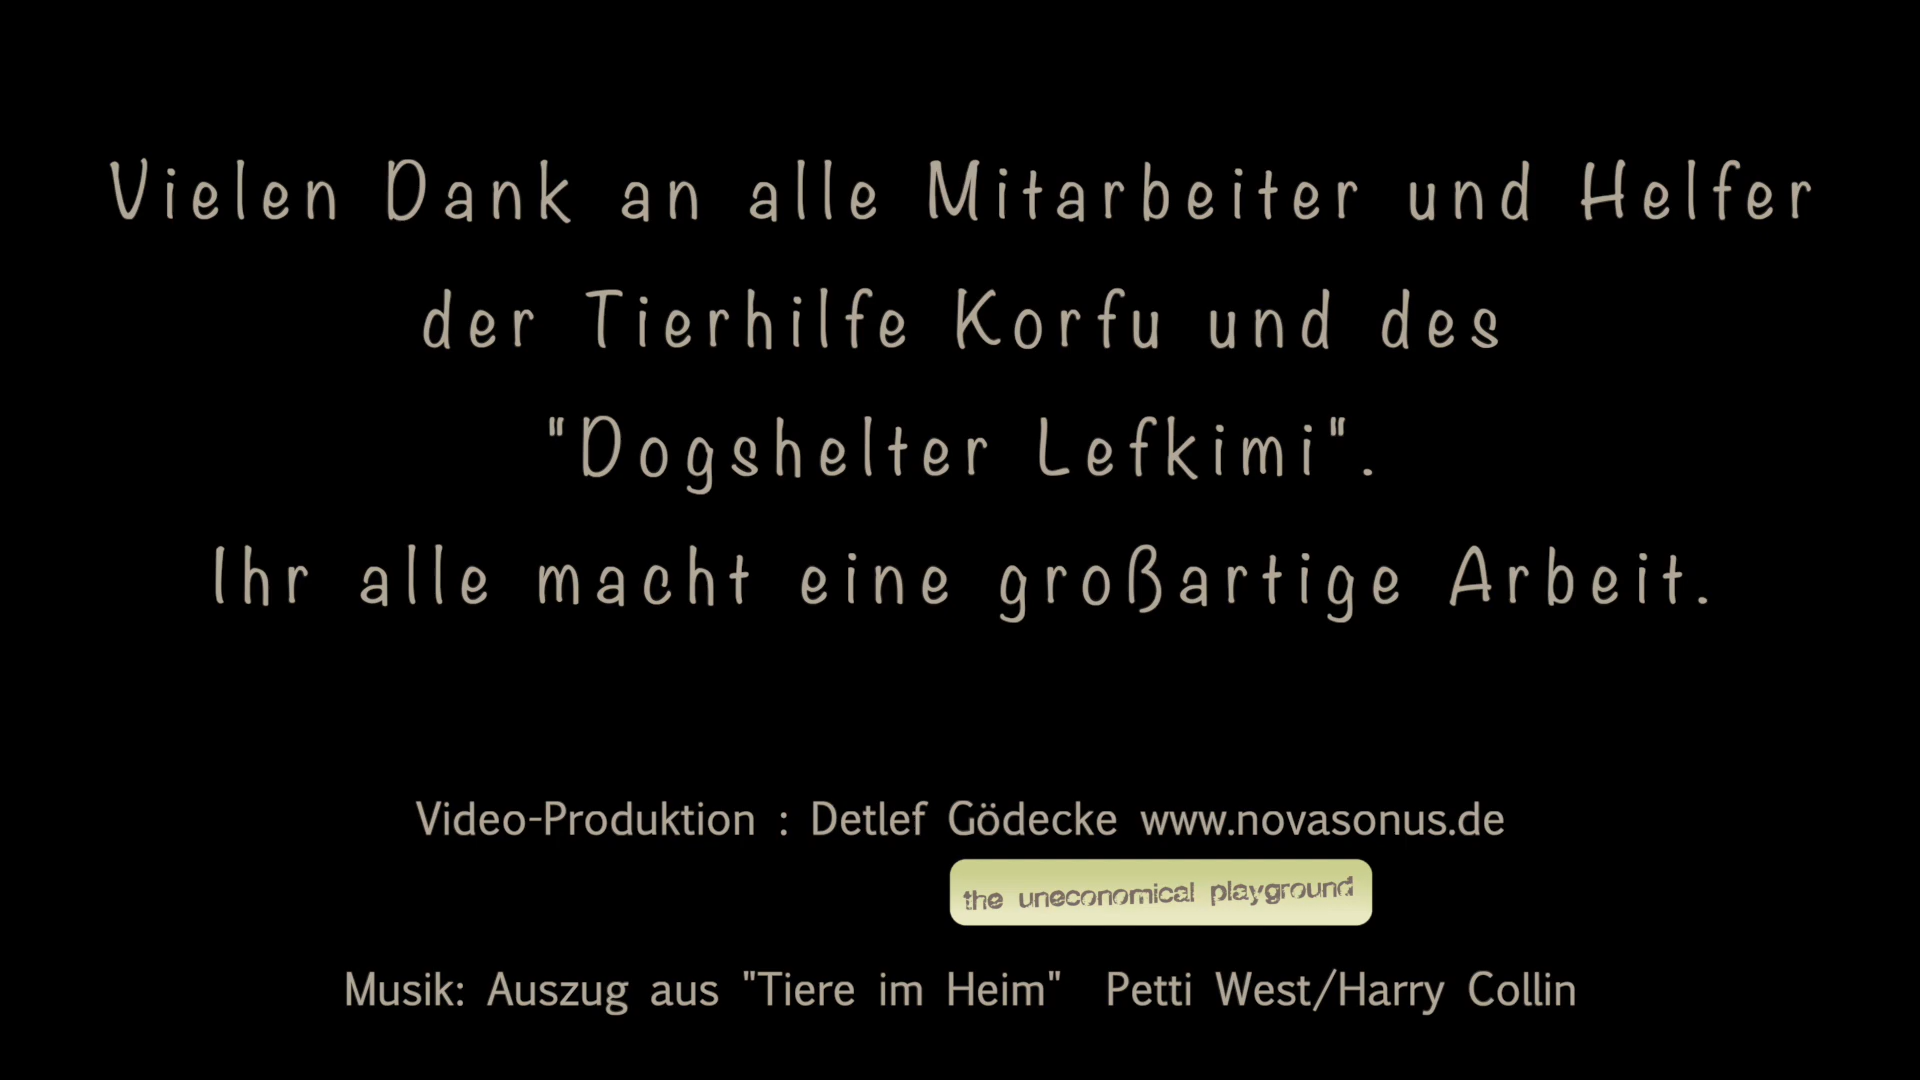 Vielen Dank an alle Mitarbeiter und Helfer
der Tierhilfe Korfu und des
"Dogshelter Lefkimi".
Ihr alle macht eine großartige Arbeit.
Video-Produktion : Detlef Gödecke www.novasonus.de
the uneconomical playground
Musik: Auszug aus "Tiere im Heim" Petti West/Harry Collin